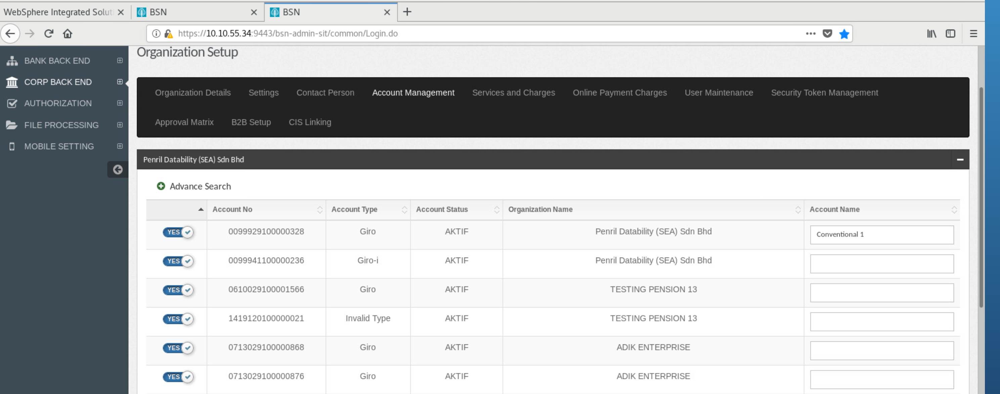 WebSphere Integrated Soluti
BSN
BSN
https://10.10.55.34:9443/bsn-admin-sit/common/Login.do
BANK BACK END
CORP BACK END
AUTHORIZATION
FILE PROCESSING
MOBILE SETTING
Organization Setup
Organization Details Settings Contact Person Account Management Services and Charges Online Payment Charges User Maintenance Security Token Management
Approval Matrix B2B Setup CIS Linking
Penril Datability (SEA) Sdn Bhd
Advance Search
Account No Account Type Account Status Organization Name Account Name
YES 0099929100000328 Giro AKTIF Penril Datability (SEA) Sdn Bhd Conventional 1
YES 0099941100000236 Giro-i AKTIF Penril Datability (SEA) Sdn Bhd
YES 0610029100001566 Giro AKTIF TESTING PENSION 13
YES 1419120100000021 Invalid Type AKTIF TESTING PENSION 13
YES 0713029100000868 Giro AKTIF ADIK ENTERPRISE
YES 0713029100000876 Giro AKTIF ADIK ENTERPRISE